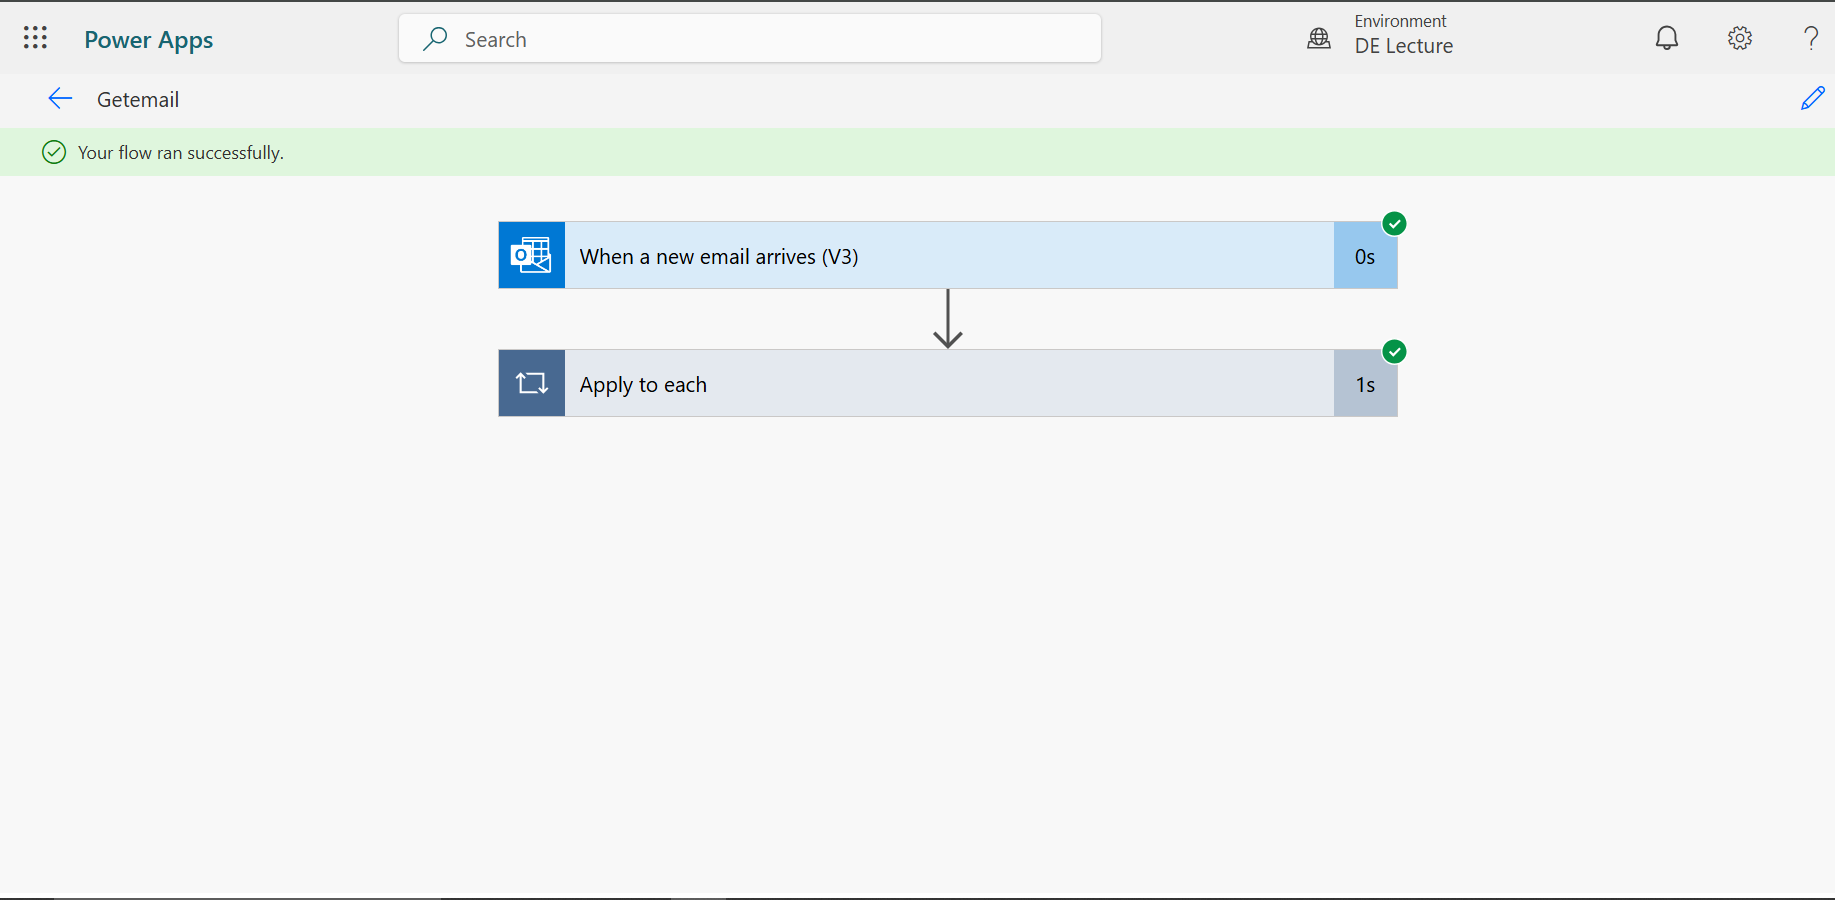 Power Apps
Search
Environment
DE Lecture
Getemail
Your flow ran successfully.
When a new email arrives (V3)
0s
Apply to each
1s